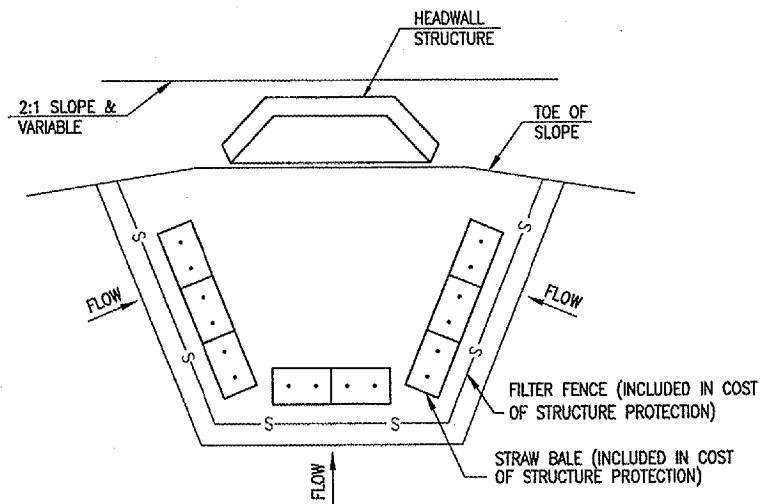 HEADWALL
STRUCTURE
2:1 SLOPE &
VARIABLE
TOE OF
SLOPE
S
S
FLOW
FLOW
S
S
FILTER FENCE (INCLUDED IN COST
OF STRUCTURE PROTECTION)
S
S
STRAW BALE (INCLUDED IN COST
OF STRUCTURE PROTECTION)
FLOW